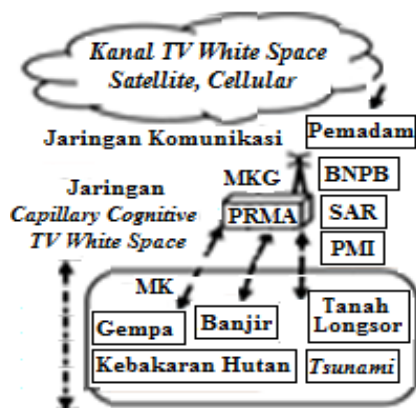 Kanal TV White Space
Satellite, Cellular
Jaringan Komunikasi
Pemadam
MKG
BNPB
Jaringan
Capillary Cognitive
TV White Space
PRMA
SAR
PMI
MK
Gempa
Banjir
Tanah
Longsor
Kebakaran Hutan
Tsunami